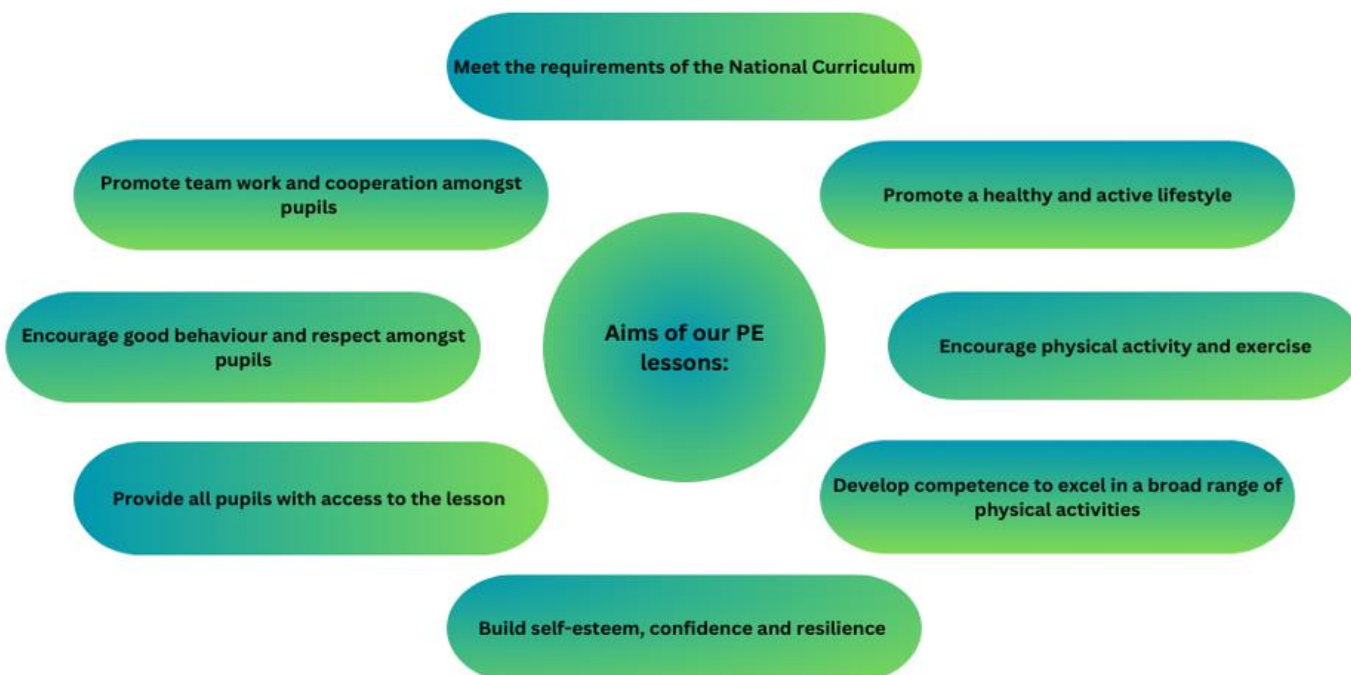 Meet the requirements of the National Curriculum
Promote team work and cooperation amongst
pupils
Promote a healthy and active lifestyle
Encourage good behaviour and respect amongst
pupils
Aims of our PE
lessons:
Encourage physical activity and exercise
Provide all pupils with access to the lesson
Develop competence to excel in a broad range of
physical activities
Build self-esteem, confidence and resilience